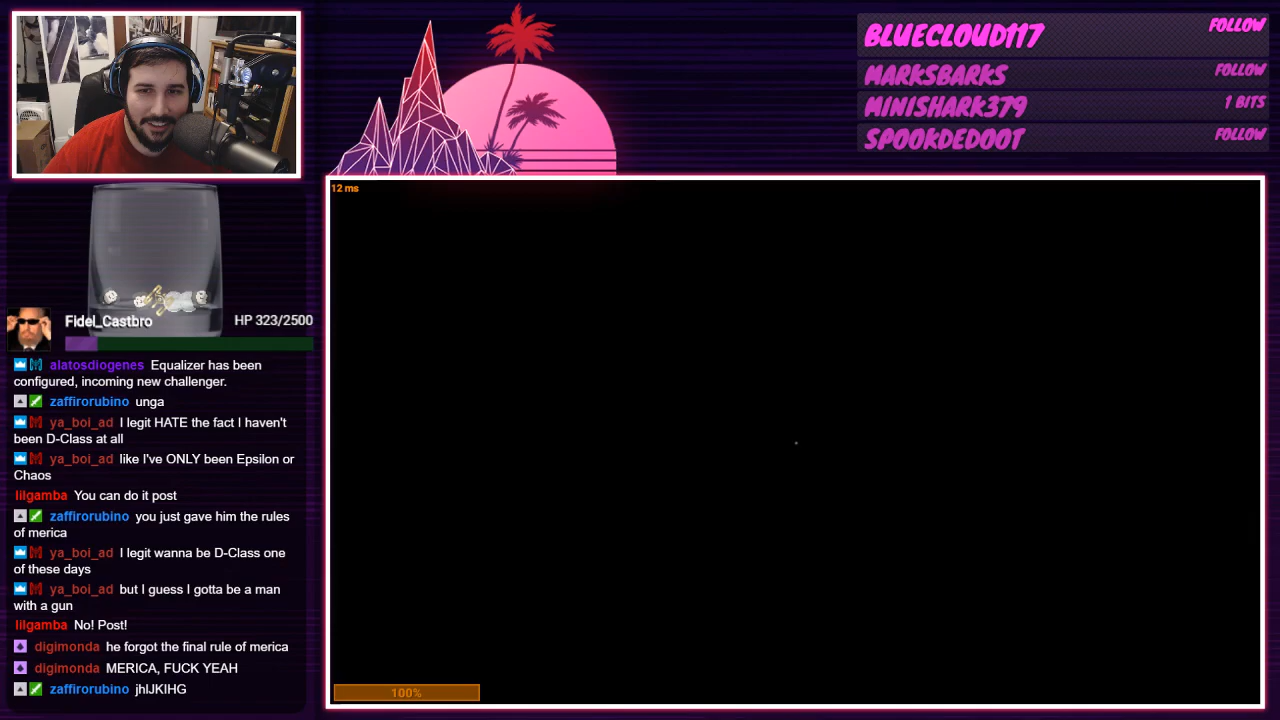 BLUECLOUD117 FOLLOW
MARKSBARKS FOLLOW
MINISHARK379 1 BITS
SPOOKDEDOOT FOLLOW
12 ms
Fidel_Castbro HP 323/2500
alatosdiogenes Equalizer has been
configured, incoming new challenger.
zaffirorubino unga
ya_boi_ad I legit HATE the fact I haven't
been D-Class at all
ya_boi_ad like I've ONLY been Epsilon or
Chaos
lilgamba You can do it post
zaffirorubino you just gave him the rules
of merica
ya_boi_ad I legit wanna be D-Class one
of these days
ya_boi_ad but I guess I gotta be a man
with a gun
lilgamba No! Post!
digimonda he forgot the final rule of merica
digimonda MERICA, FUCK YEAH
zaffirorubino jhlJKIHG
100%